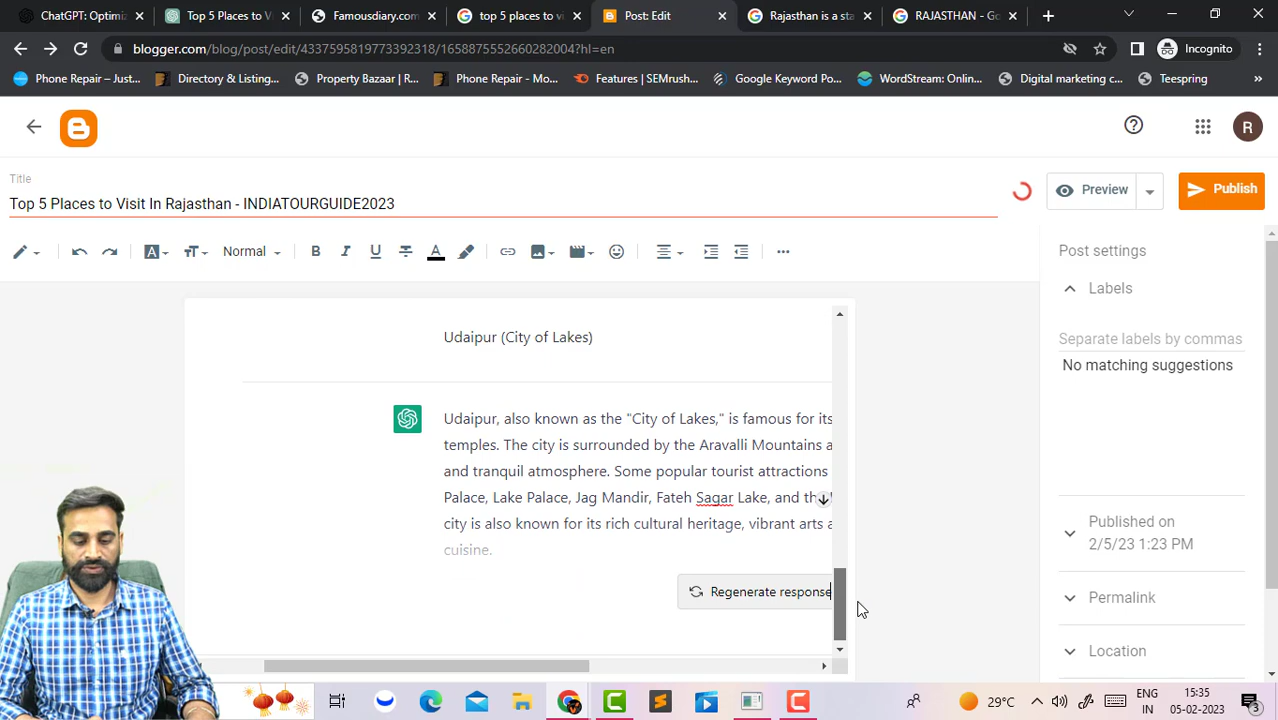 ChatGPT: Optimiz
Top 5 Places to V
Famousdiary.com
top 5 places to vi
Post: Edit
Rajasthan is a sta
RAJASTHAN - Go
blogger.com/blog/post/edit/4337595819773392318/1658875552660282004?hl=en
Incognito
Phone Repair – Just...
Directory & Listing...
Property Bazaar | R...
Phone Repair - Mo...
Features | SEMrush...
Google Keyword Po...
WordStream: Onlin...
Digital marketing c...
Teespring
R
Title
Top 5 Places to Visit In Rajasthan - INDIATOURGUIDE2023
Preview
Publish
Normal
B I U A
Post settings
Labels
Separate labels by commas
No matching suggestions
Udaipur (City of Lakes)
Udaipur, also known as the "City of Lakes," is famous for its
temples. The city is surrounded by the Aravalli Mountains a
and tranquil atmosphere. Some popular tourist attractions
Palace, Lake Palace, Jag Mandir, Fateh Sagar Lake, and th
city is also known for its rich cultural heritage, vibrant arts a
cuisine.
Regenerate response
Published on
2/5/23 1:23 PM
Permalink
Location
29°C
ENG
IN
15:35
05-02-2023
3